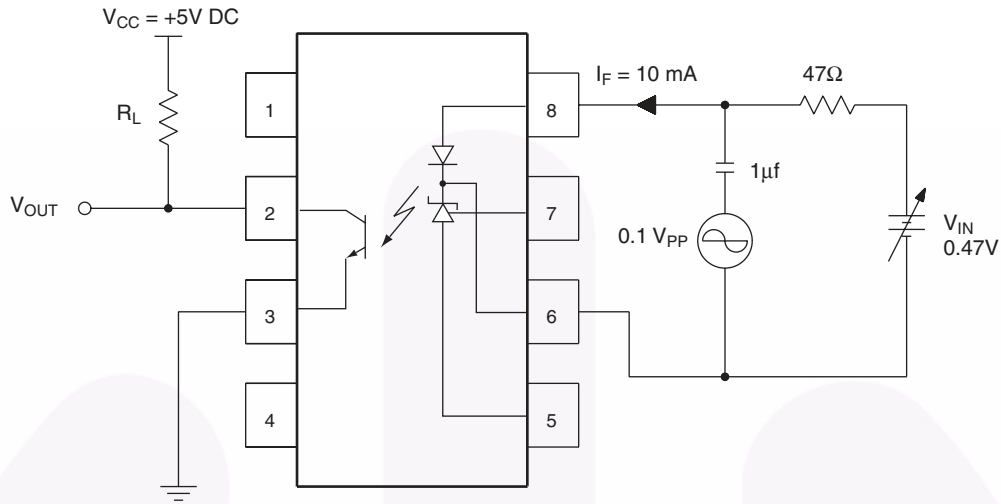 V_CC = +5V DC
R_L
V_OUT
1
2
3
4
8
7
6
5
I_F = 10 mA
47Ω
1μf
0.1 V_PP
V_IN
0.47V